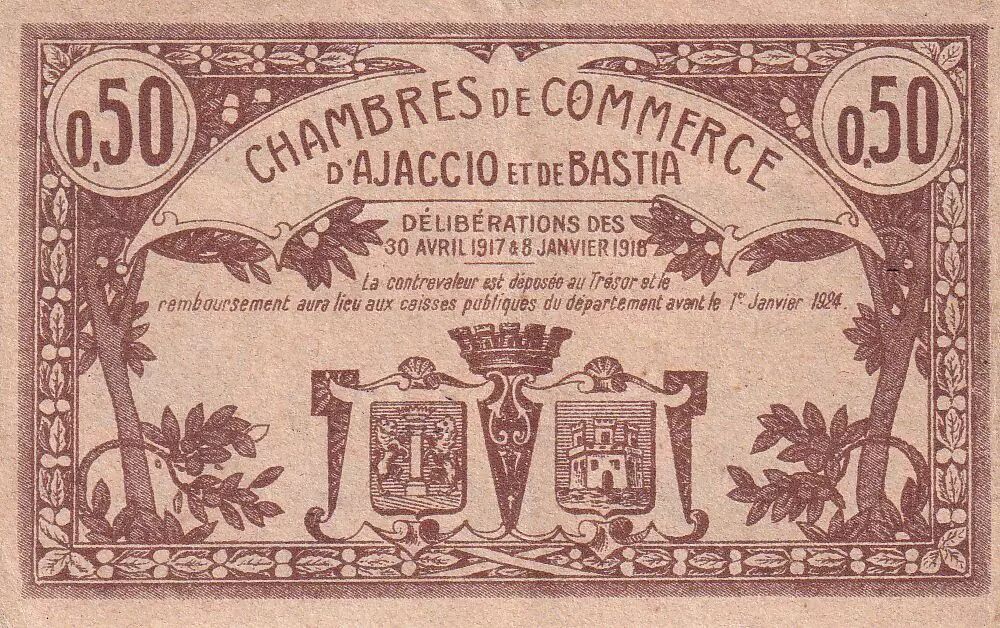 0,50
0,50
CHAMBRES DE COMMERCE
D'AJACCIO ET DE BASTIA
DÉLIBÉRATIONS DES
30 AVRIL 1917 & 8 JANVIER 1918
La contrevaleur est déposée au Trésor et le
remboursement aura lieu aux caisses publiques du département avant le 1er Janvier 1924.